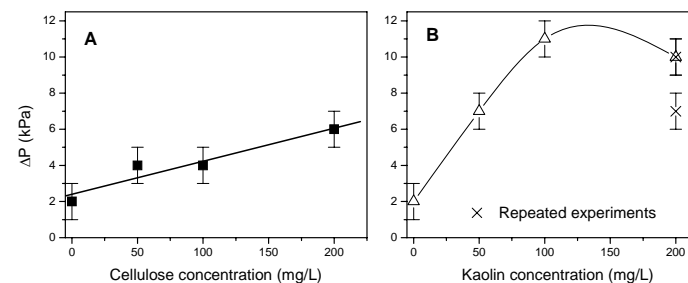 A
ΔP (kPa)
12
10
8
6
4
2
0
0 50 100 150 200
Cellulose concentration (mg/L)
B
12
10
8
6
4
2
0
Repeated experiments
0 50 100 150 200
Kaolin concentration (mg/L)